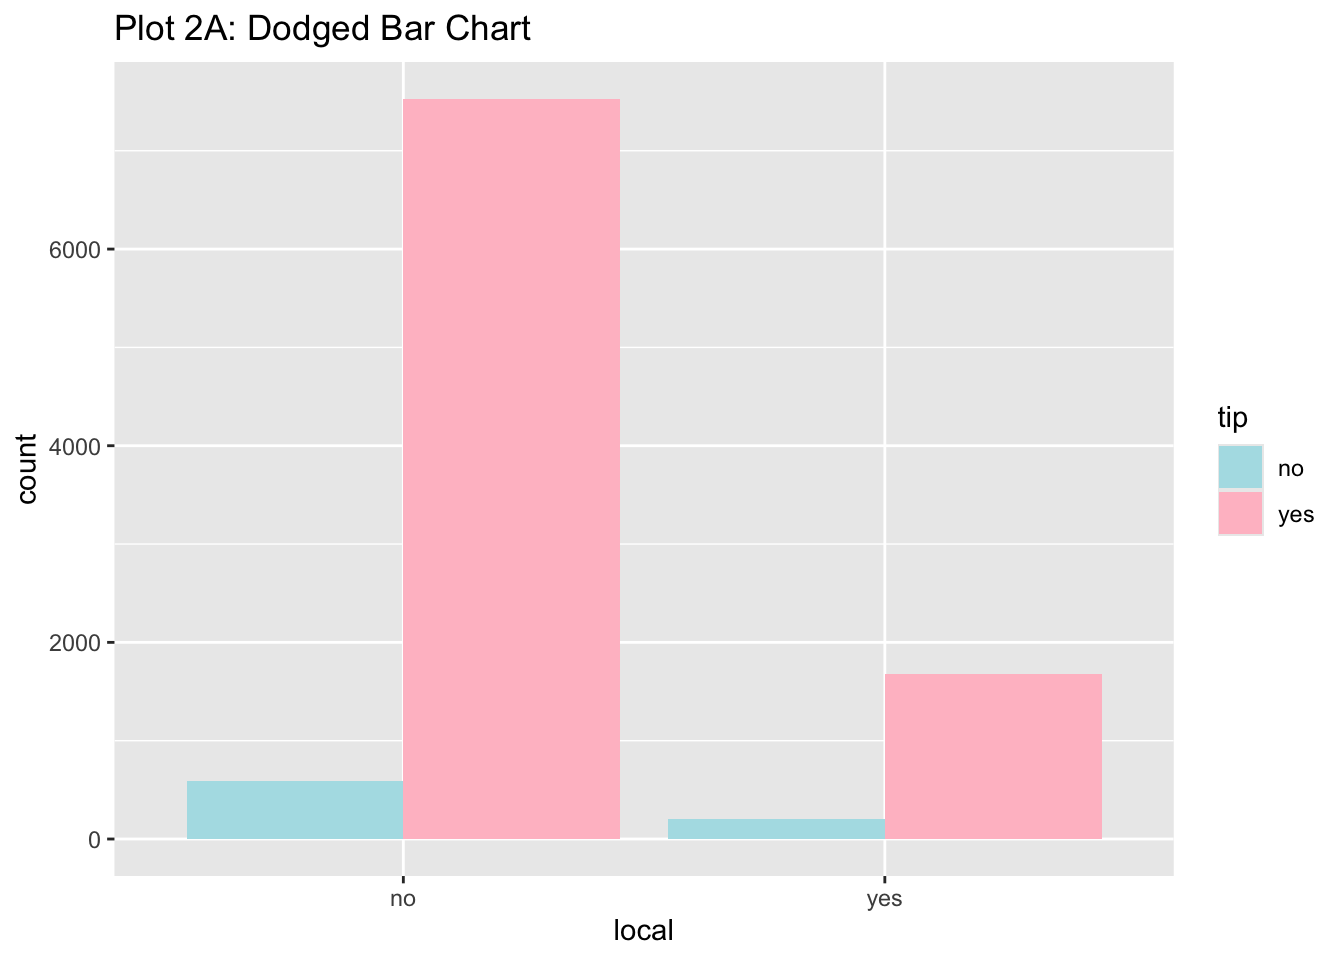 Plot 2A: Dodged Bar Chart
count
6000
4000
2000
0
no
yes
local
tip
no
yes